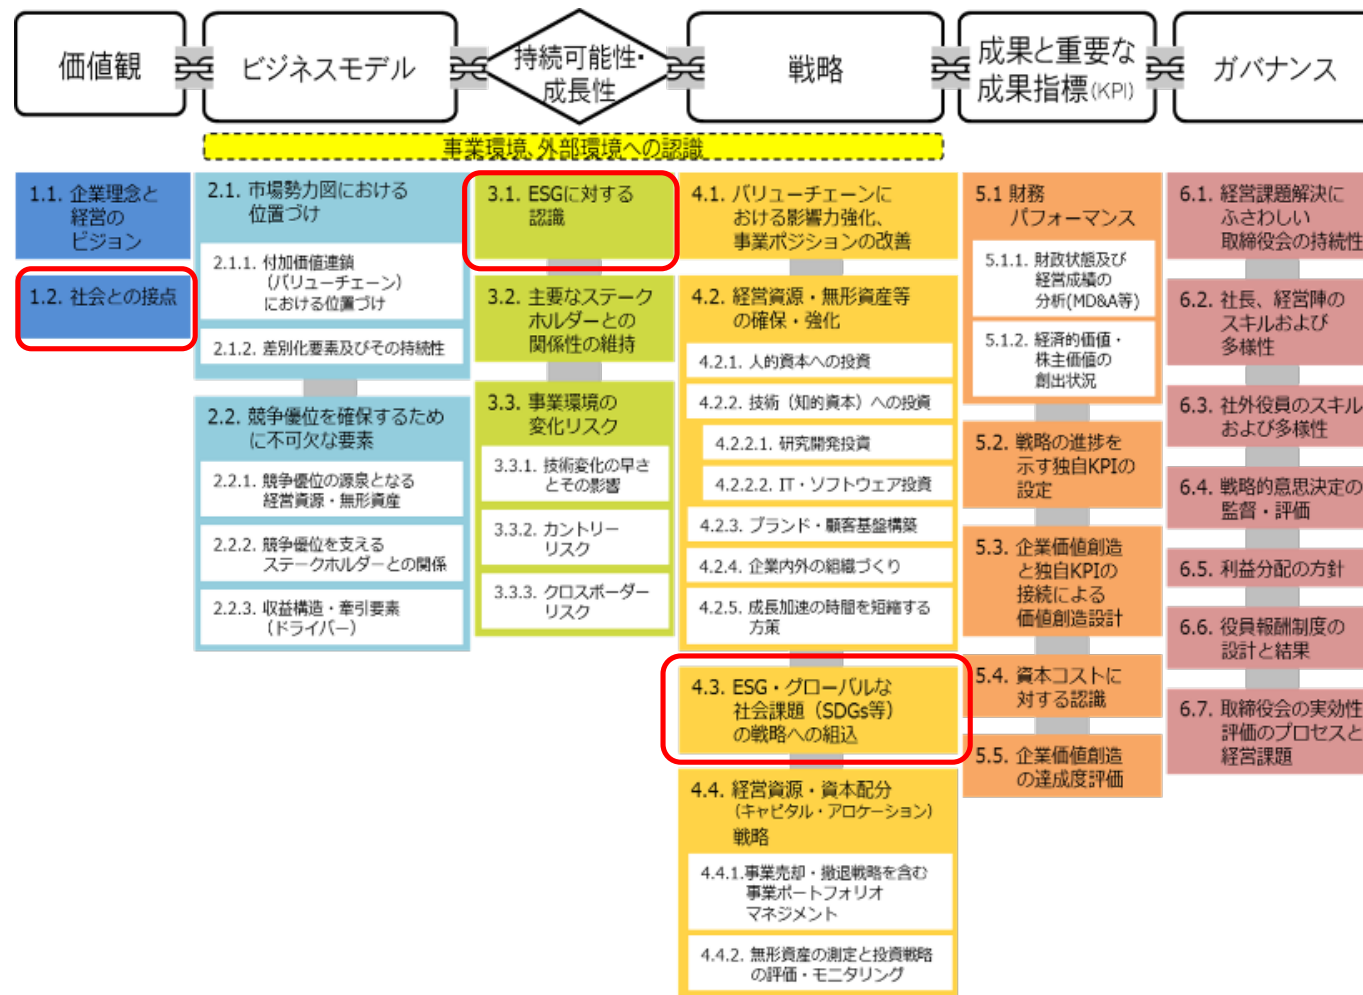 価値観
ビジネスモデル
持続可能性・
成長性
戦略
成果と重要な
成果指標(KPI)
ガバナンス
事業環境、外部環境への認識
1.1. 企業理念と
経営の
ビジョン
1.2. 社会との接点
2.1. 市場勢力図における
位置づけ
2.1.1. 付加価値連鎖
(バリューチェーン)
における位置づけ
2.1.2. 差別化要素及びその持続性
2.2. 競争優位を確保するため
に不可欠な要素
2.2.1. 競争優位の源泉となる
経営資源・無形資産
2.2.2. 競争優位を支える
ステークホルダーとの関係
2.2.3. 収益構造・牽引要素
(ドライバー)
3.1. ESGに対する
認識
3.2. 主要なステーク
ホルダーとの
関係性の維持
3.3. 事業環境の
変化リスク
3.3.1. 技術変化の早さ
とその影響
3.3.2. カントリー
リスク
3.3.3. クロスボーダー
リスク
4.1. バリューチェーンに
おける影響力強化、
事業ポジションの改善
4.2. 経営資源・無形資産等
の確保・強化
4.2.1. 人的資本への投資
4.2.2. 技術（知的資本）への投資
4.2.2.1. 研究開発投資
4.2.2.2. IT・ソフトウェア投資
4.2.3. ブランド・顧客基盤構築
4.2.4. 企業内外の組織づくり
4.2.5. 成長加速の時間を短縮する
方策
4.3. ESG・グローバルな
社会課題（SDGs等）
の戦略への組込
4.4. 経営資源・資本配分
(キャピタル・アロケーション)
戦略
4.4.1.事業売却・撤退戦略を含む
事業ポートフォリオ
マネジメント
4.4.2. 無形資産の測定と投資戦略
の評価・モニタリング
5.1 財務
パフォーマンス
5.1.1. 財政状態及び
経営成績の
分析(MD&A等)
5.1.2. 経済的価値・
株主価値の
創出状況
5.2. 戦略の進捗を
示す独自KPIの
設定
5.3. 企業価値創造
と独自KPIの
接続による
価値創造設計
5.4. 資本コストに
対する認識
5.5. 企業価値創造
の達成度評価
6.1. 経営課題解決に
ふさわしい
取締役会の持続性
6.2. 社長、経営陣の
スキルおよび
多様性
6.3. 社外役員のスキル
および多様性
6.4. 戦略的意思決定の
監督・評価
6.5. 利益分配の方針
6.6. 役員報酬制度の
設計と結果
6.7. 取締役会の実効性
評価のプロセスと
経営課題